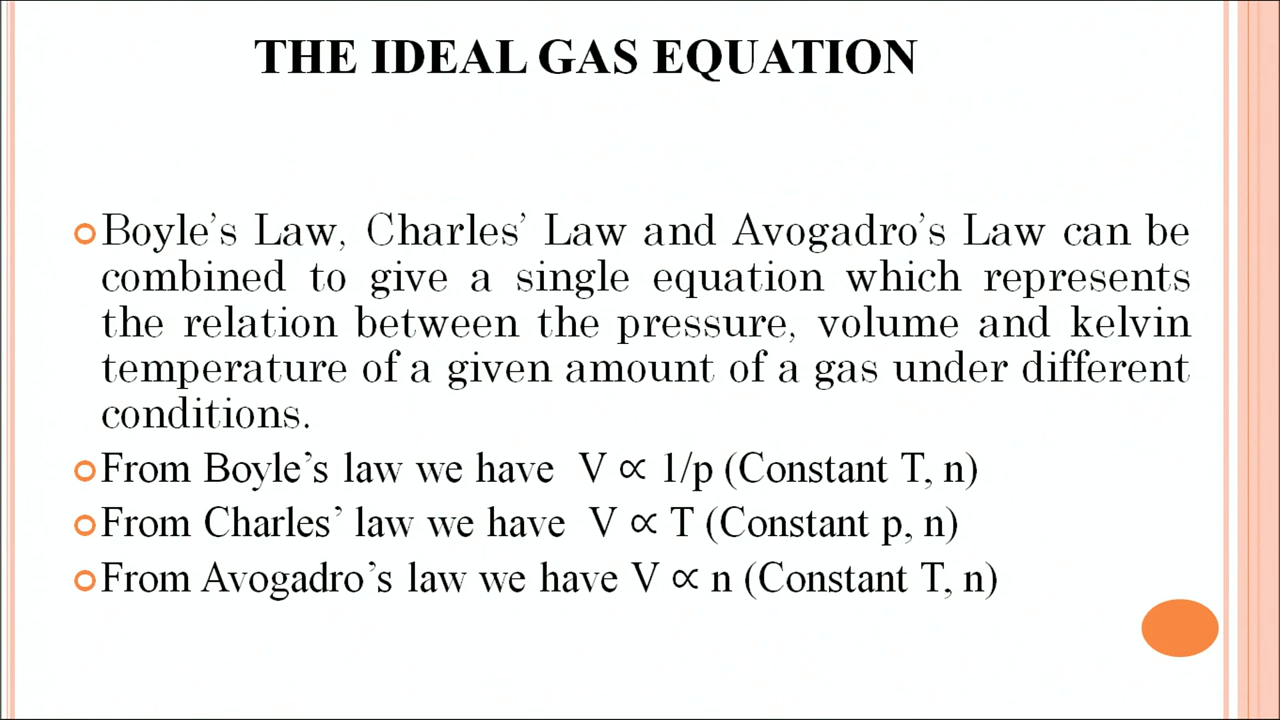 THE IDEAL GAS EQUATION
Boyle's Law, Charles' Law and Avogadro's Law can be
combined to give a single equation which represents
the relation between the pressure, volume and kelvin
temperature of a given amount of a gas under different
conditions.
From Boyle's law we have V ∝ 1/p (Constant T, n)
From Charles' law we have V ∝ T (Constant p, n)
From Avogadro's law we have V ∝ n (Constant T, n)